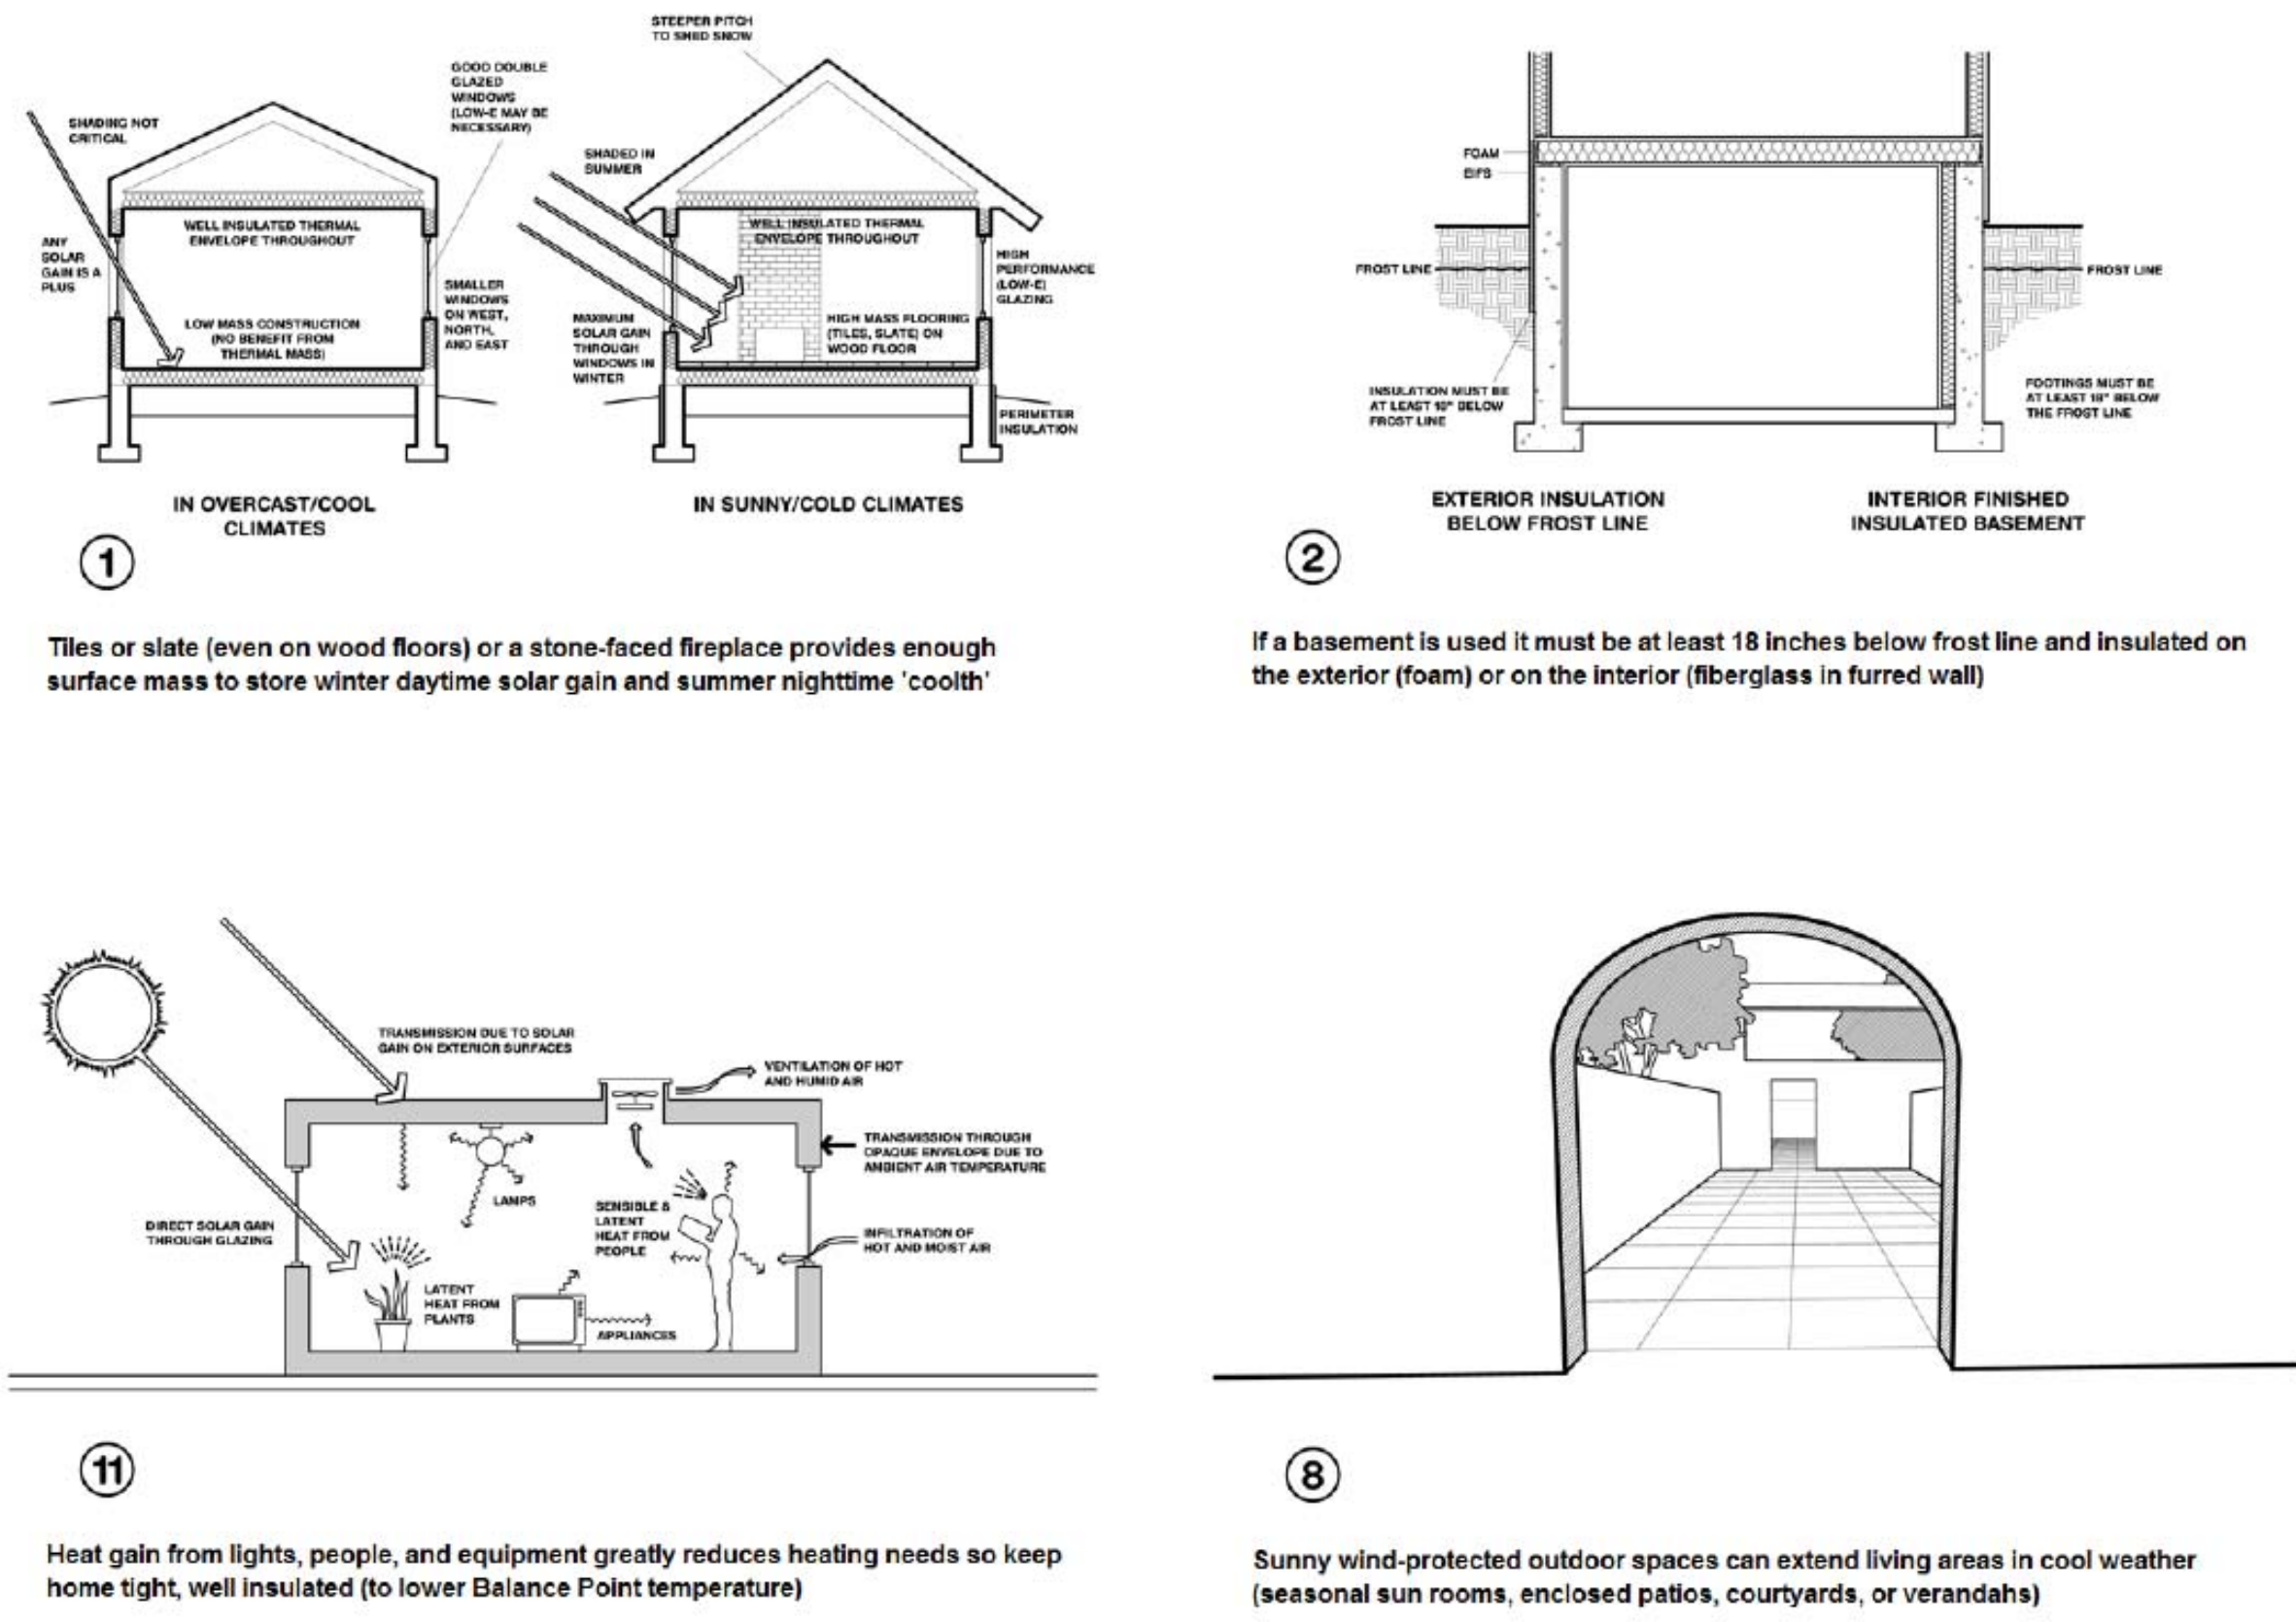 STEEPER PITCH
TO SHED SNOW
SHADING NOT
CRITICAL
GOOD DOUBLE
GLAZED
WINDOWS
(LOW-E MAY BE
NECESSARY)
ANY
SOLAR
GAIN IS A
PLUS
WELL INSULATED THERMAL
ENVELOPE THROUGHOUT
LOW MASS CONSTRUCTION
(NO BENEFIT FROM
THERMAL MASS)
SMALLER
WINDOWS
ON WEST,
NORTH,
AND EAST
IN OVERCAST/COOL
CLIMATES
SHADED IN
SUMMER
WELL INSULATED THERMAL
ENVELOPE THROUGHOUT
MAXIMUM
SOLAR GAIN
THROUGH
WINDOWS IN
WINTER
HIGH MASS FLOORING
(TILES, SLATE) ON
WOOD FLOOR
HIGH
PERFORMANCE
(LOW-E)
GLAZING
PERIMETER
INSULATION
IN SUNNY/COLD CLIMATES
1
Tiles or slate (even on wood floors) or a stone-faced fireplace provides enough
surface mass to store winter daytime solar gain and summer nighttime 'coolth'
FOAM
EIFS
FROST LINE
FROST LINE
INSULATION MUST BE
AT LEAST 18" BELOW
FROST LINE
FOOTINGS MUST BE
AT LEAST 18" BELOW
THE FROST LINE
EXTERIOR INSULATION
BELOW FROST LINE
INTERIOR FINISHED
INSULATED BASEMENT
2
If a basement is used it must be at least 18 inches below frost line and insulated on
the exterior (foam) or on the interior (fiberglass in furred wall)
TRANSMISSION DUE TO SOLAR
GAIN ON EXTERIOR SURFACES
VENTILATION OF HOT
AND HUMID AIR
TRANSMISSION THROUGH
OPAQUE ENVELOPE DUE TO
AMBIENT AIR TEMPERATURE
LAMPS
SENSIBLE &
LATENT
HEAT FROM
PEOPLE
DIRECT SOLAR GAIN
THROUGH GLAZING
INFILTRATION OF
HOT AND MOIST AIR
LATENT
HEAT FROM
PLANTS
APPLIANCES
11
Heat gain from lights, people, and equipment greatly reduces heating needs so keep
home tight, well insulated (to lower Balance Point temperature)
8
Sunny wind-protected outdoor spaces can extend living areas in cool weather
(seasonal sun rooms, enclosed patios, courtyards, or verandahs)